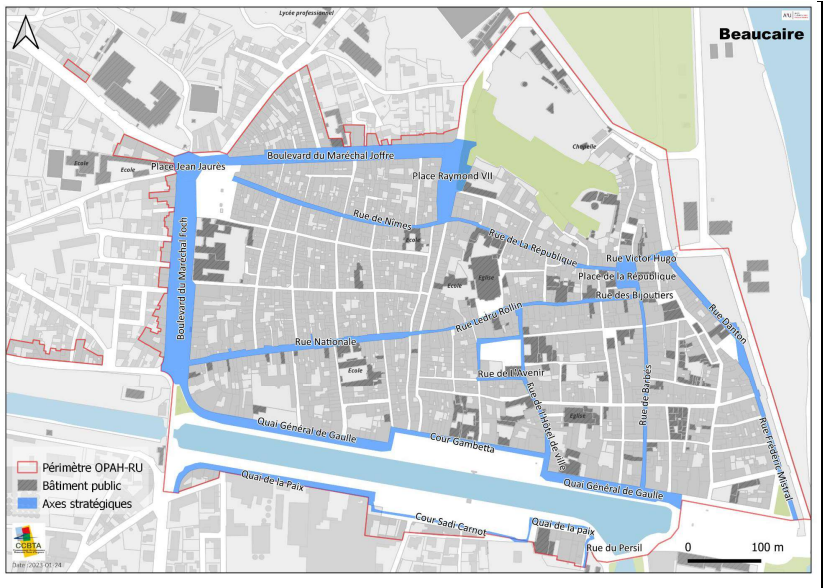 Lycée professionnel
Beaucaire
Chapelle
Ecole
Ecole
Place Jean Jaurès
Boulevard du Maréchal Joffre
Place Raymond VII
Rue de Nîmes
Ecole
Rue de La République
Rue Victor Hugo
Place de la République
Rue des Bijoutiers
Eglise
Ecole
Boulevard du Maréchal Foch
Rue Ledru Rollin
Rue Nationale
Rue Danton
Ecole
Rue de L'Avenir
Rue de l'Hôtel de ville
Rue de Barbès
Eglise
Rue Frédéric Mistral
Quai Général de Gaulle
Cour Gambetta
Périmètre OPAH-RU
Bâtiment public
Axes stratégiques
Quai de la Paix
Quai Général de Gaulle
Cour Sadi Carnot
Quai de la paix
Rue du Persil
0 100 m
CCBTA
Date :2023-01-24